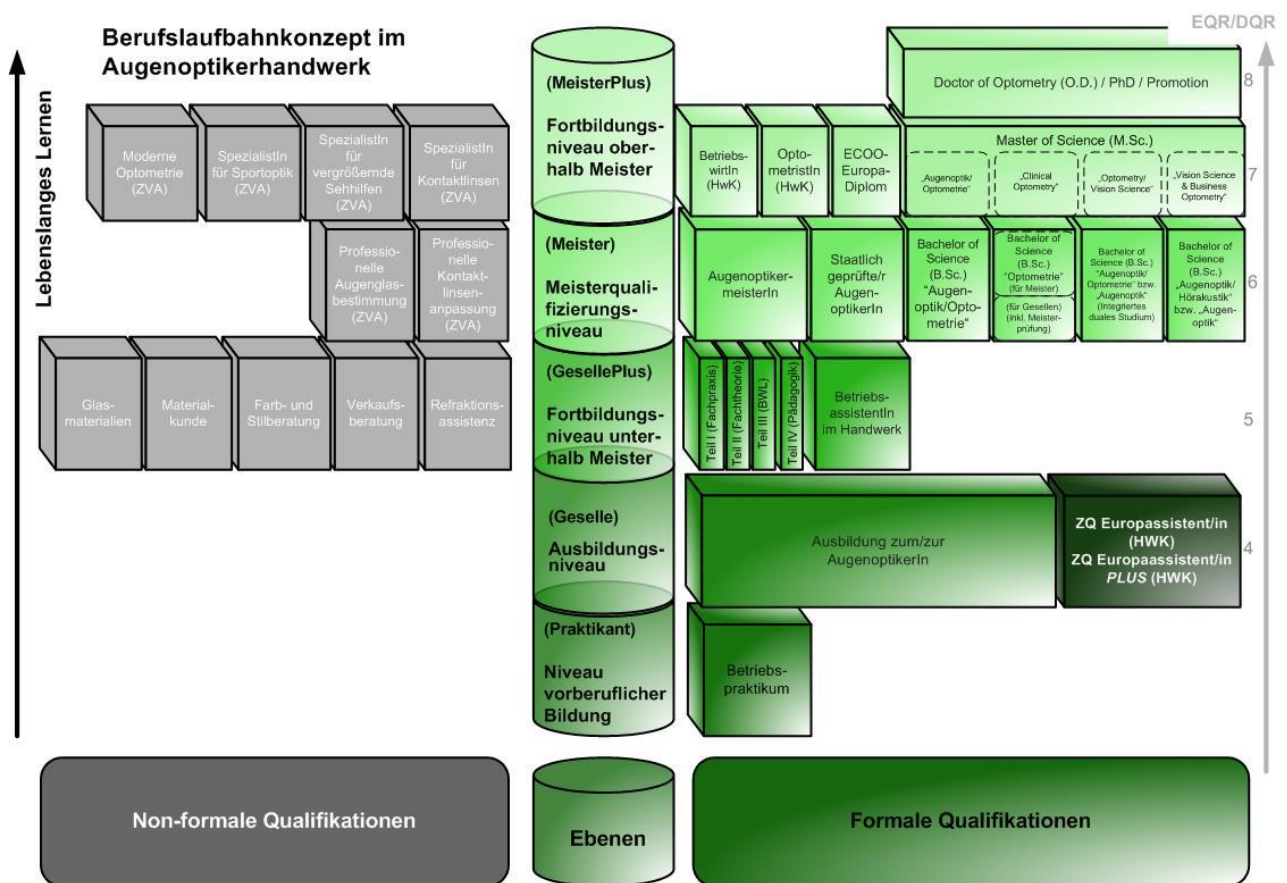 EQR/DQR
Berufslaufbahnkonzept im
Augenoptikerhandwerk
Lebenslanges Lernen
(MeisterPlus)
Fortbildungs-
niveau ober-
halb Meister
Doctor of Optometry (O.D.) / PhD / Promotion
8
Moderne
Optometrie
(ZVA)
SpezialistIn
für Sportoptik
(ZVA)
SpezialistIn
für
vergrößernde
Sehhilfen
(ZVA)
SpezialistIn
für
Kontaktlinsen
(ZVA)
Betriebs-
wirtIn
(HwK)
Opto-
metristIn
(HwK)
ECOO-
Europa-
Diplom
Master of Science (M.Sc.)
„Augenoptik/
Optometrie“
„Clinical
Optometry“
„Optometry/
Vision Science“
„Vision Science
& Business
Optometry“
7
Professio-
nelle
Augenglas-
bestimmung
(ZVA)
Professio-
nelle
Kontakt-
linsen-
anpassung
(ZVA)
(Meister)
Meisterquali-
fizierungs-
niveau
Augenoptiker-
meisterIn
Staatlich
geprüfte/r
Augen-
optikerIn
Bachelor of
Science
(B.Sc.)
“Augen-
optik/Opto-
metrie“
Bachelor of
Science
(B.Sc.)
“Optometrie“
(für Meister)
(für Gesellen)
(inkl. Meister-
prüfung)
Bachelor of
Science (B.Sc.)
"Augenoptik/
Optometrie" bzw.
„Augenoptik“
(Integriertes
duales Studium)
Bachelor of
Science
(B.Sc.)
„Augenoptik/
Hörakustik“
bzw. „Augen-
optik“
6
Glas-
materialien
Material-
kunde
Farb- und
Stilberatung
Verkaufs-
beratung
Refraktions-
assistenz
(GesellePlus)
Fortbildungs-
niveau unter-
halb Meister
Teil I (Fachpraxis)
Teil II (Fachtheorie)
Teil III (BWL)
Teil IV (Pädagogik)
Betriebs-
assistentIn
im Handwerk
5
(Geselle)
Ausbildungs-
niveau
Ausbildung zum/zur
AugenoptikerIn
ZQ Europassistent/in
(HWK)
ZQ Europaassistent/in
PLUS (HWK)
4
(Praktikant)
Niveau
vorberuflicher
Bildung
Betriebs-
praktikum
Non-formale Qualifikationen
Ebenen
Formale Qualifikationen